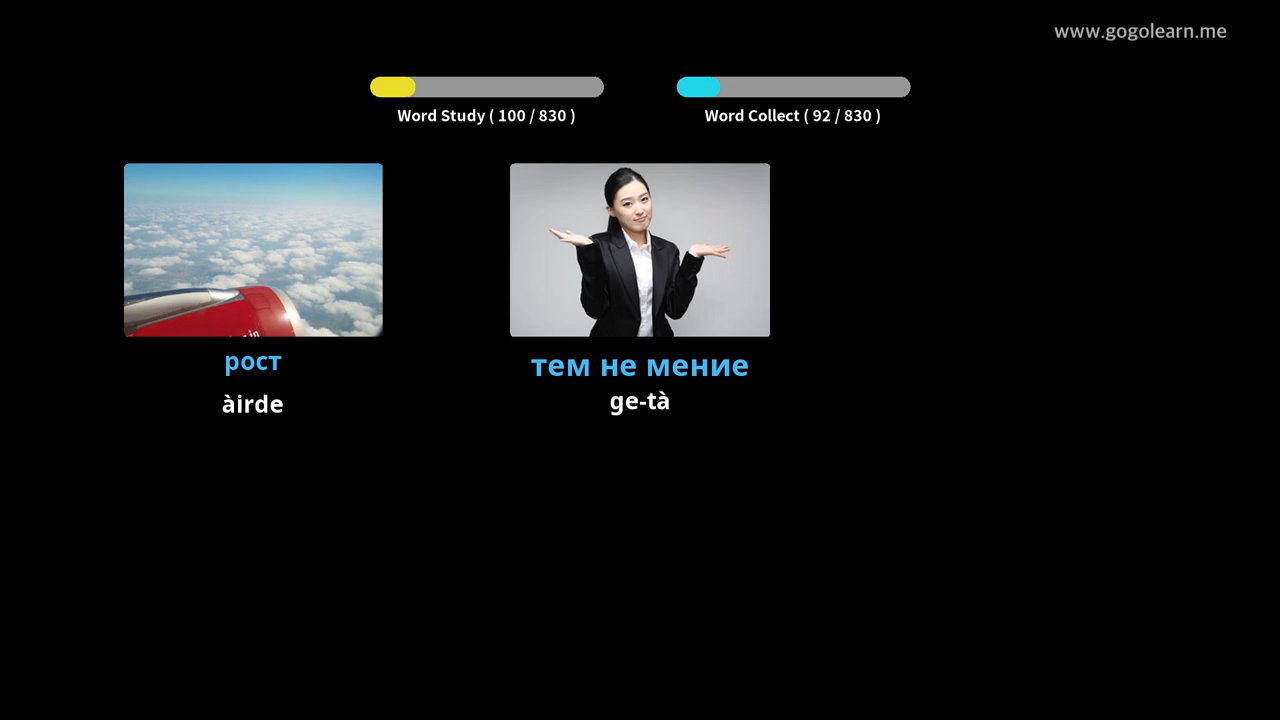 www.gogolearn.me
Word Study ( 100 / 830 )
Word Collect ( 92 / 830 )
рост
àirde
тем не мение
ge-tà